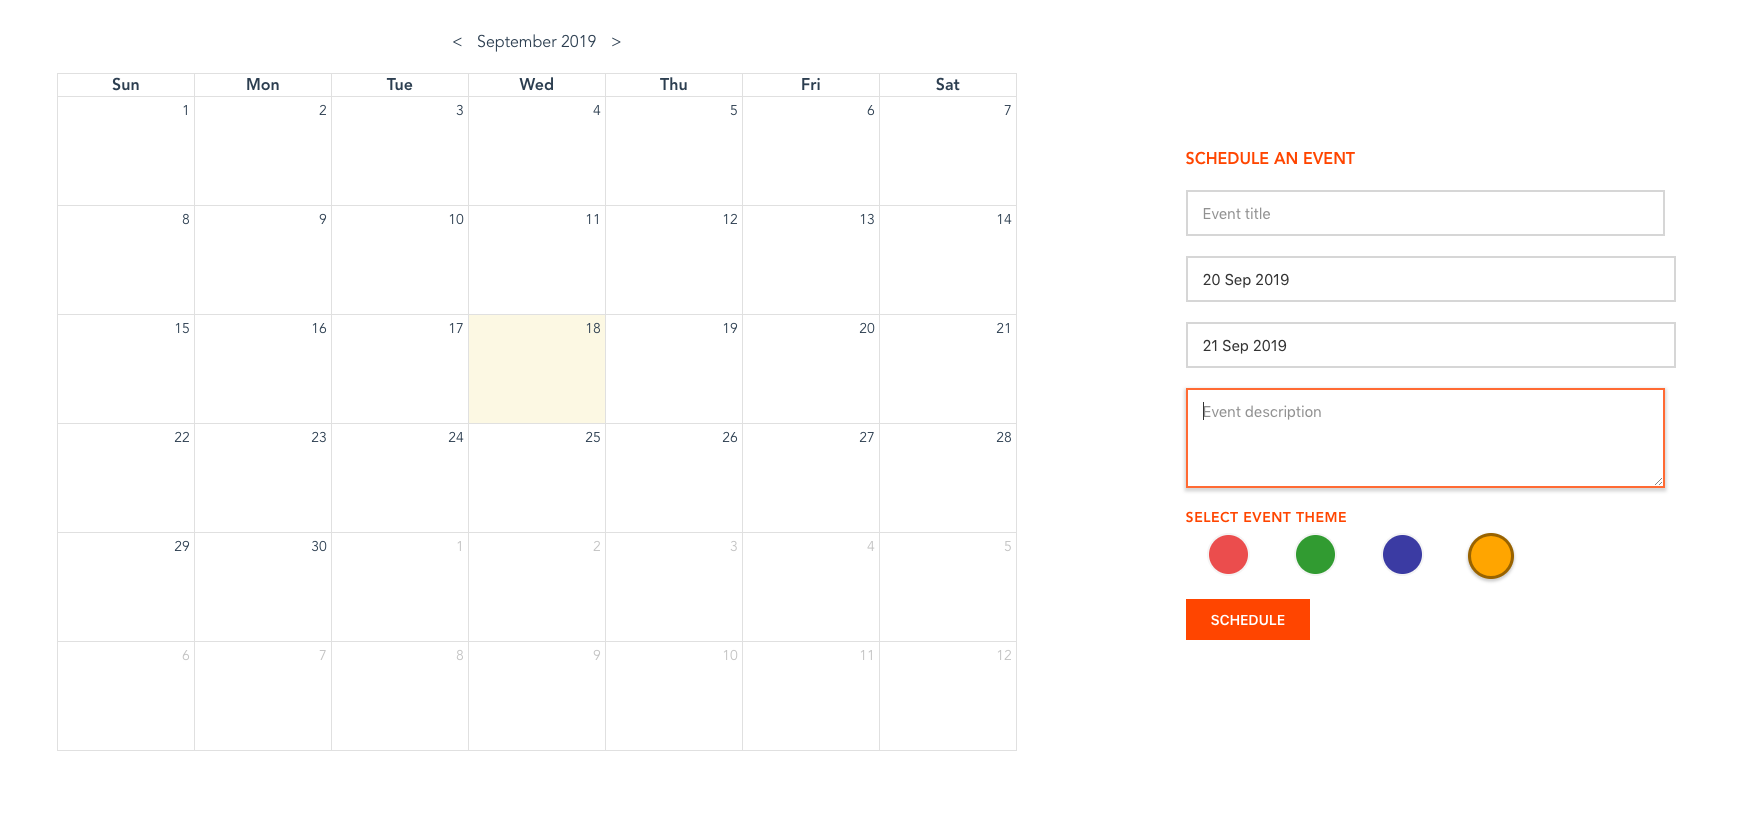 < September 2019 >
Sun Mon Tue Wed Thu Fri Sat
1 2 3 4 5 6 7
8 9 10 11 12 13 14
15 16 17 18 19 20 21
22 23 24 25 26 27 28
29 30 1 2 3 4 5
6 7 8 9 10 11 12
SCHEDULE AN EVENT
Event title
20 Sep 2019
21 Sep 2019
Event description
SELECT EVENT THEME
SCHEDULE